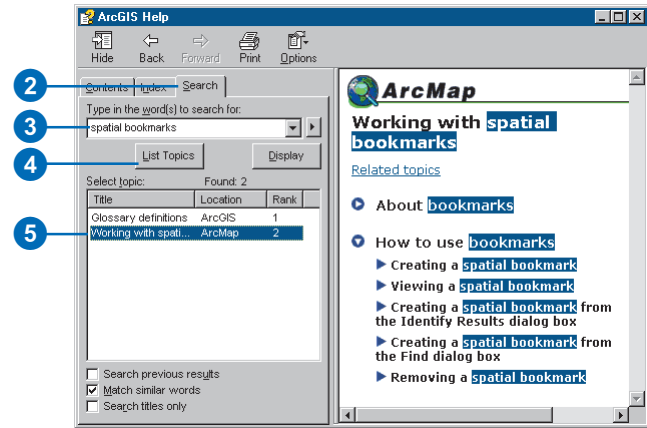 ArcGIS Help
Hide Back Forward Print Options
Contents Index Search
2
Type in the word(s) to search for:
3
spatial bookmarks
4
List Topics Display
Select topic: Found: 2
Title Location Rank
Glossary definitions ArcGIS 1
5
Working with spati... ArcMap 2
Search previous results
Match similar words
Search titles only
ArcMap
Working with spatial
bookmarks
Related topics
About bookmarks
How to use bookmarks
Creating a spatial bookmark
Viewing a spatial bookmark
Creating a spatial bookmark from
the Identify Results dialog box
Creating a spatial bookmark from
the Find dialog box
Removing a spatial bookmark